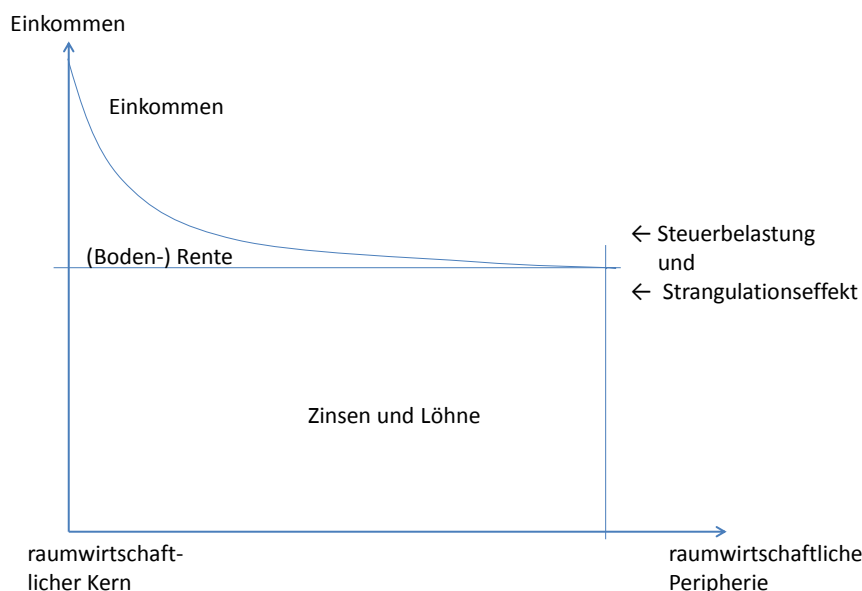 Einkommen
Einkommen
← Steuerbelastung
und
← Strangulationseffekt
(Boden-) Rente
Zinsen und Löhne
raumwirtschaft-
licher Kern
raumwirtschaftliche
Peripherie